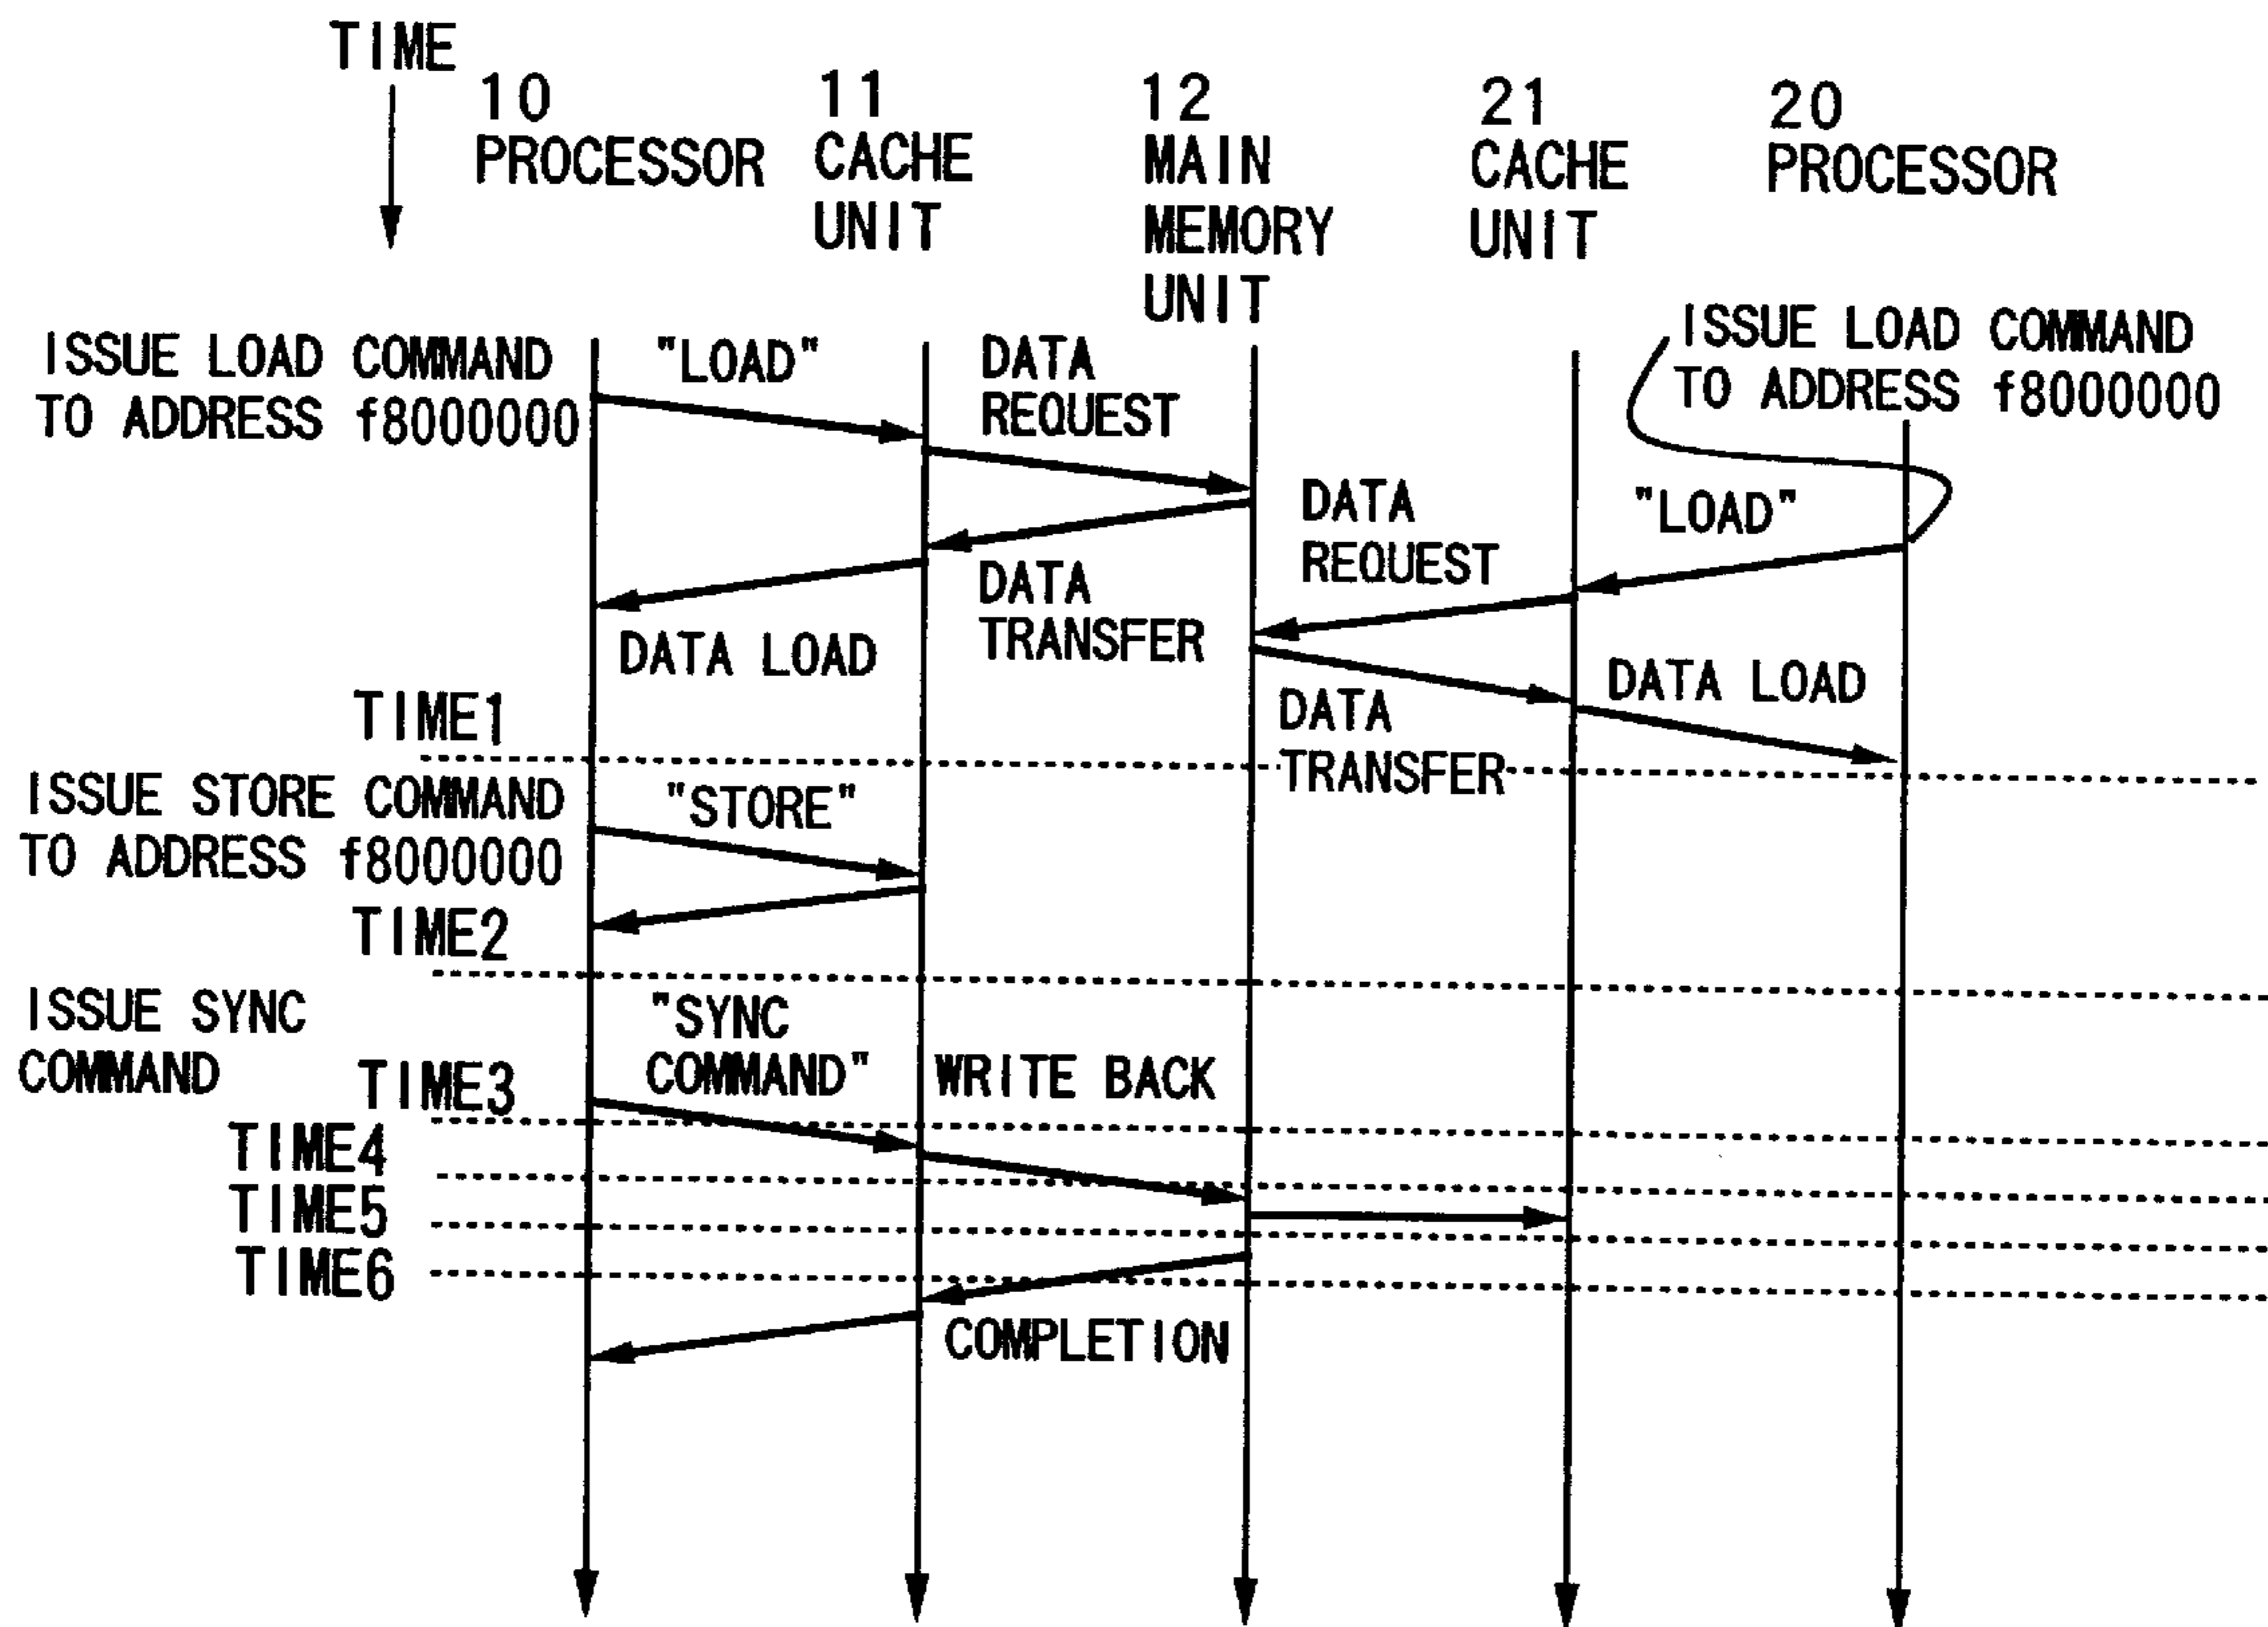 TIME
10
PROCESSOR
11
CACHE
UNIT
12
MAIN
MEMORY
UNIT
21
CACHE
UNIT
20
PROCESSOR
ISSUE LOAD COMMAND
TO ADDRESS f8000000
"LOAD"
DATA
REQUEST
ISSUE LOAD COMMAND
TO ADDRESS f8000000
"LOAD"
DATA
REQUEST
DATA
TRANSFER
DATA LOAD
DATA LOAD
DATA
TRANSFER
TIME1
ISSUE STORE COMMAND
TO ADDRESS f8000000
"STORE"
TIME2
ISSUE SYNC
COMMAND
"SYNC
COMMAND"
WRITE BACK
TIME3
TIME4
TIME5
TIME6
COMPLETION